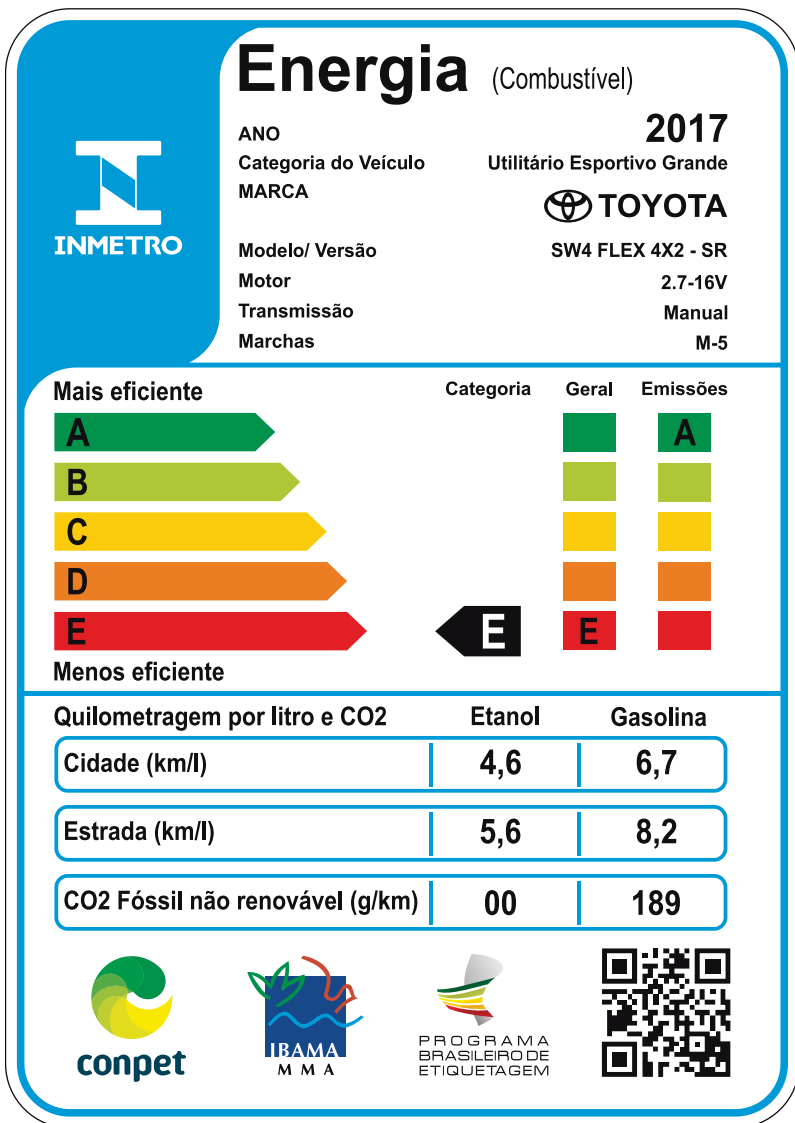 Energia (Combustível)
ANO 2017
Categoria do Veículo Utilitário Esportivo Grande
MARCA TOYOTA
INMETRO
Modelo/ Versão SW4 FLEX 4X2 - SR
Motor 2.7-16V
Transmissão Manual
Marchas M-5
Mais eficiente Categoria Geral Emissões
A A
B
C
D
E E E
Menos eficiente
Quilometragem por litro e CO2 Etanol Gasolina
Cidade (km/l) 4,6 6,7
Estrada (km/l) 5,6 8,2
CO2 Fóssil não renovável (g/km) 00 189
conpet
IBAMA
M M A
PROGRAMA
BRASILEIRO DE
ETIQUETAGEM